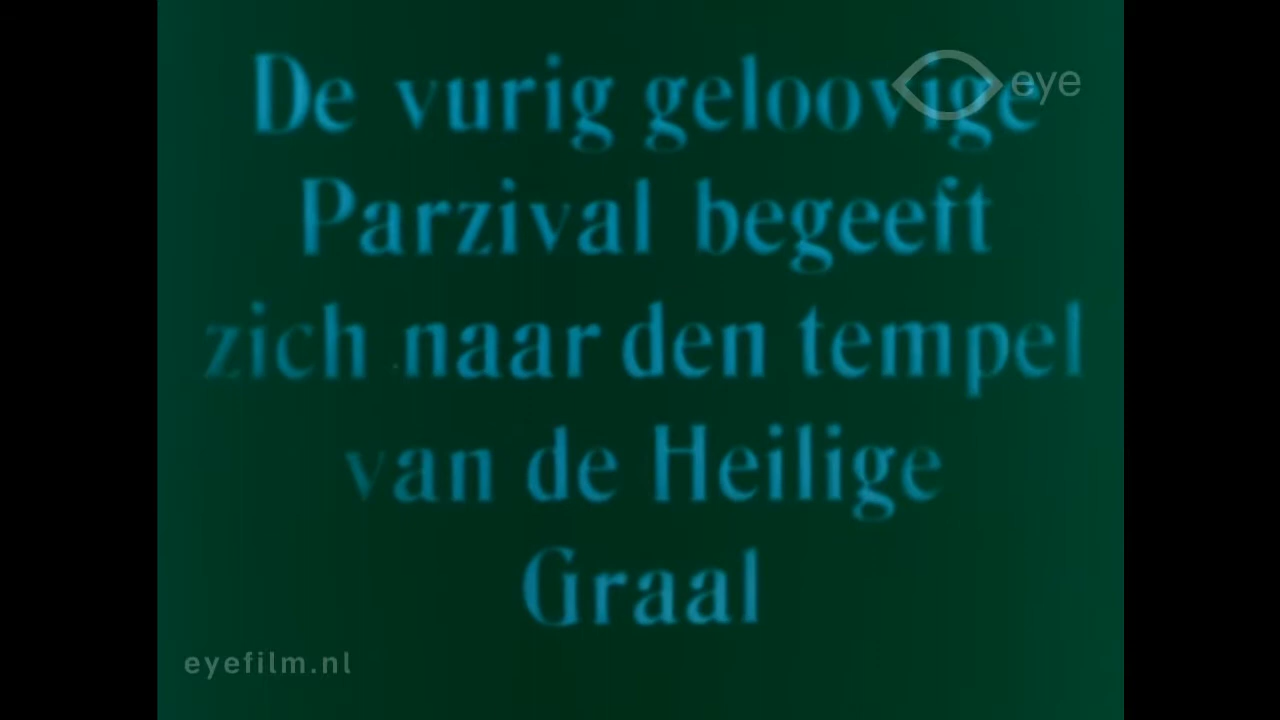 De vurig geloovige
eye
Parzival begeeft
zich naar den tempel
van de Heilige
Graal
eyefilm.nl